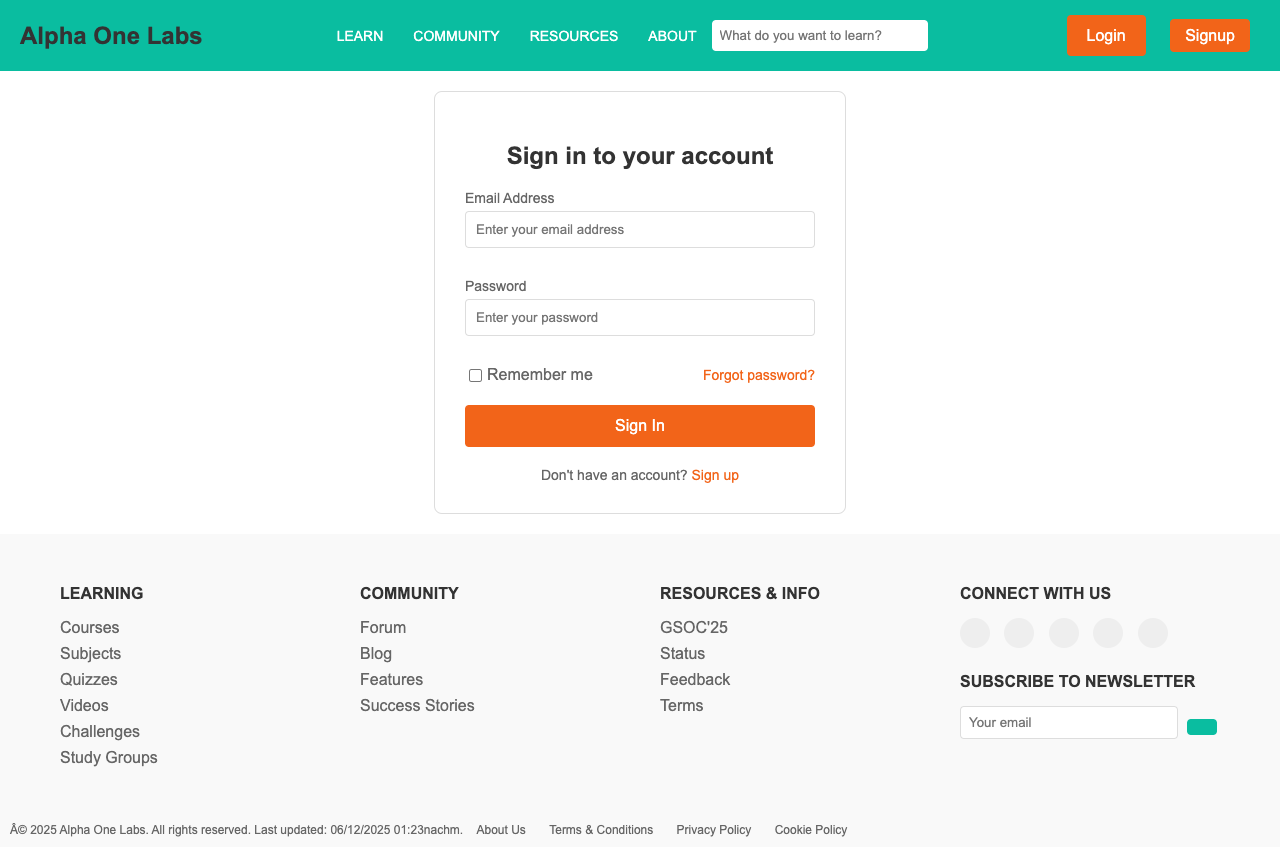 Alpha One Labs LEARN COMMUNITY RESOURCES ABOUT What do you want to learn? Login Signup
Sign in to your account
Email Address
Enter your email address
Password
Enter your password
Remember me Forgot password?
Sign In
Don't have an account? Sign up
LEARNING
Courses
Subjects
Quizzes
Videos
Challenges
Study Groups
COMMUNITY
Forum
Blog
Features
Success Stories
RESOURCES & INFO
GSOC'25
Status
Feedback
Terms
CONNECT WITH US
SUBSCRIBE TO NEWSLETTER
Your email
Â© 2025 Alpha One Labs. All rights reserved. Last updated: 06/12/2025 01:23nachm. About Us Terms & Conditions Privacy Policy Cookie Policy